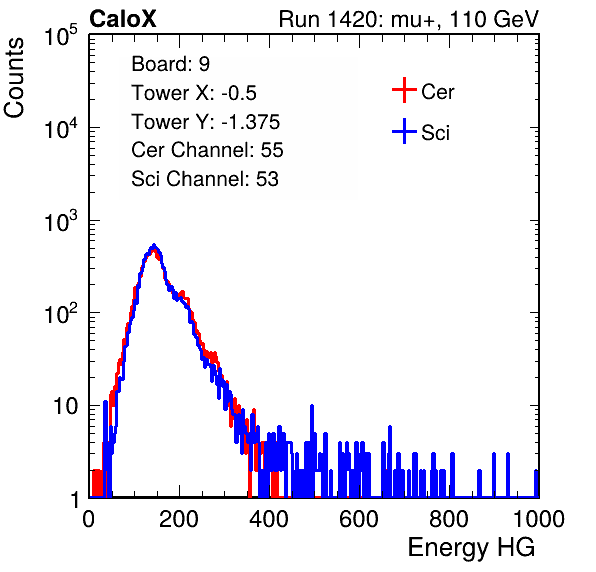 CaloX Run 1420: mu+, 110 GeV
Counts
Board: 9
Tower X: -0.5
Tower Y: -1.375
Cer Channel: 55
Sci Channel: 53
Cer
Sci
10^5
10^4
10^3
10^2
10
1
0 200 400 600 800 1000
Energy HG